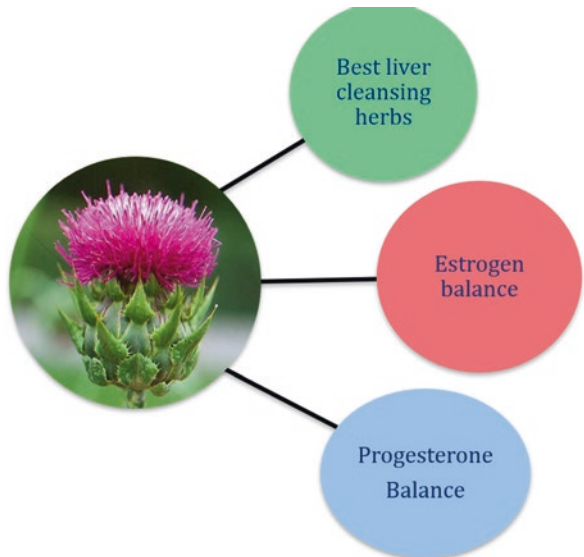 Best liver
cleansing
herbs
Estrogen
balance
Progesterone
Balance